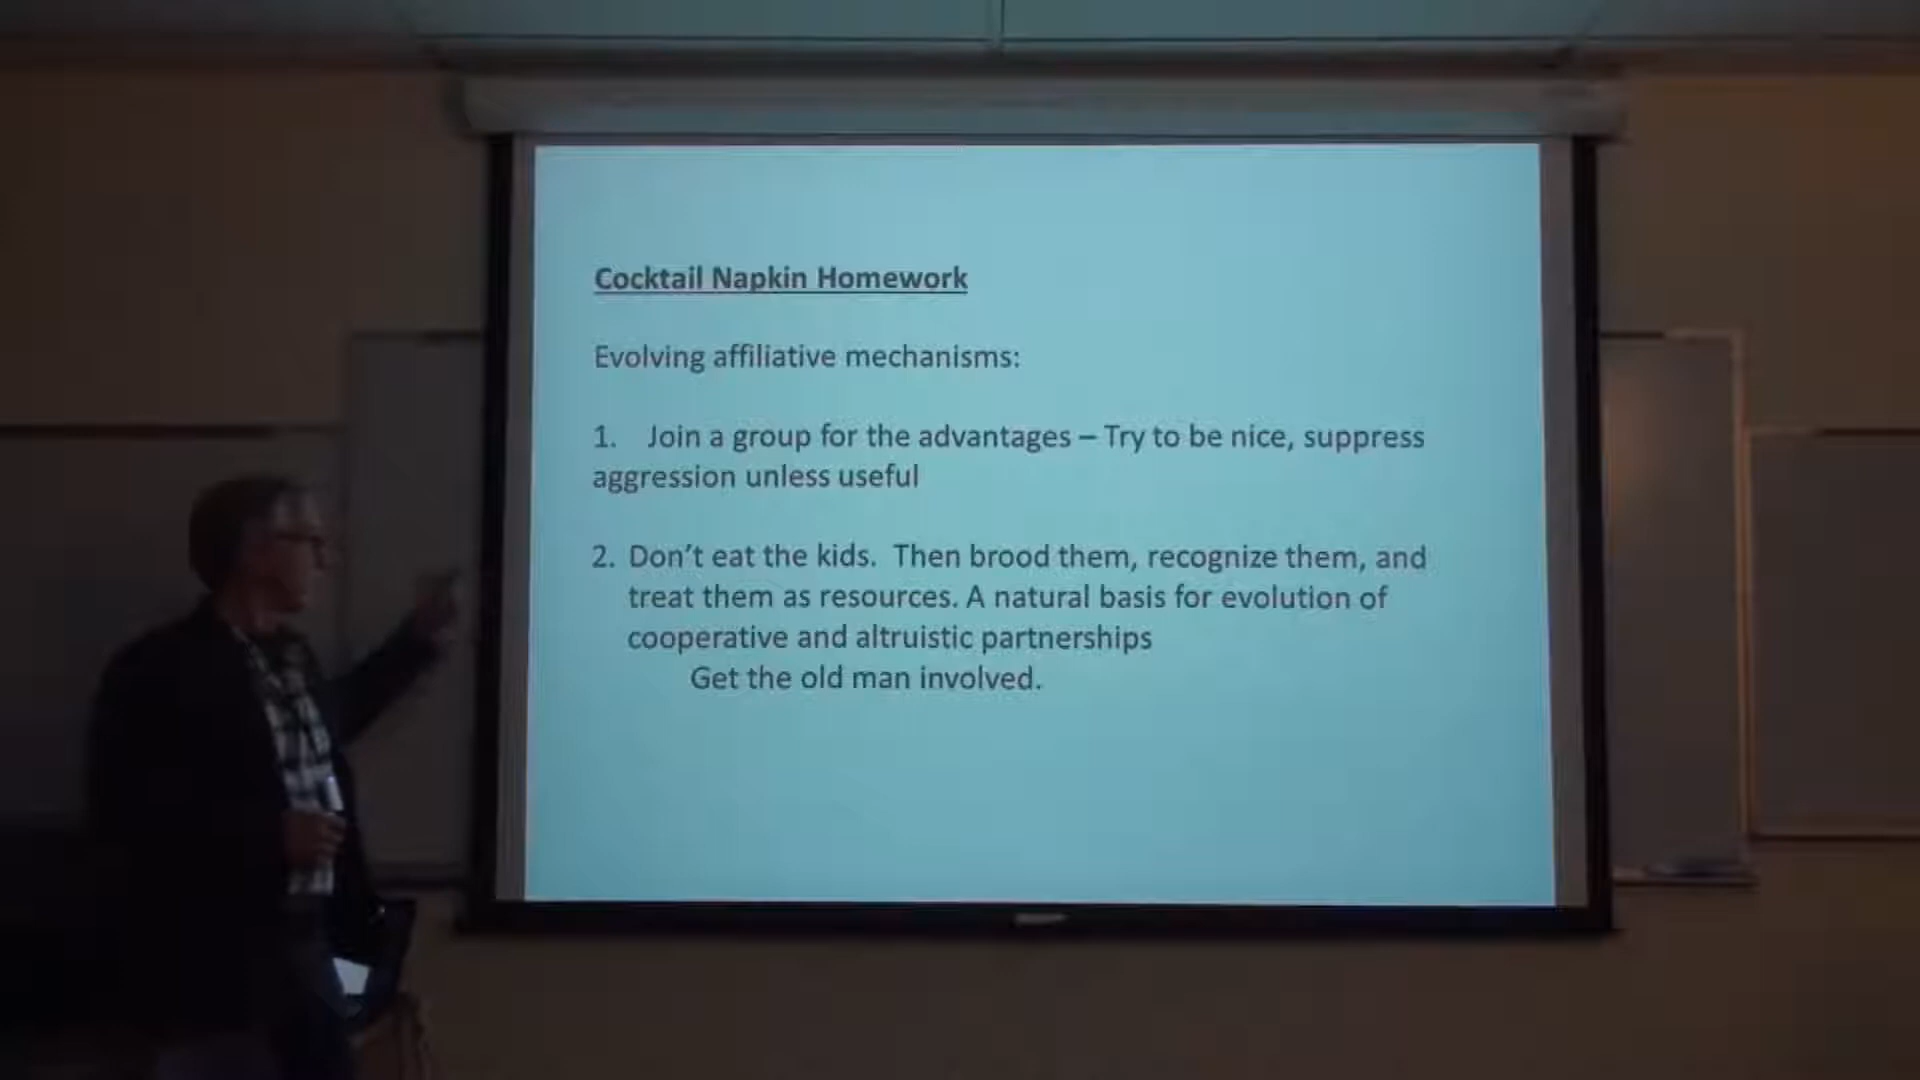 Cocktail Napkin Homework
Evolving affiliative mechanisms:
1. Join a group for the advantages – Try to be nice, suppress
aggression unless useful
2. Don't eat the kids. Then brood them, recognize them, and
treat them as resources. A natural basis for evolution of
cooperative and altruistic partnerships
Get the old man involved.